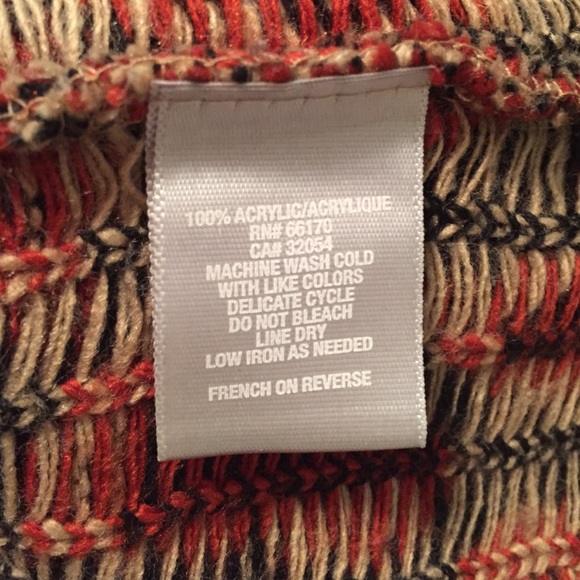 100% ACRYLIC/ACRYLIQUE
RN# 66170
CA# 32054
MACHINE WASH COLD
WITH LIKE COLORS
DELICATE CYCLE
DO NOT BLEACH
LINE DRY
LOW IRON AS NEEDED
FRENCH ON REVERSE